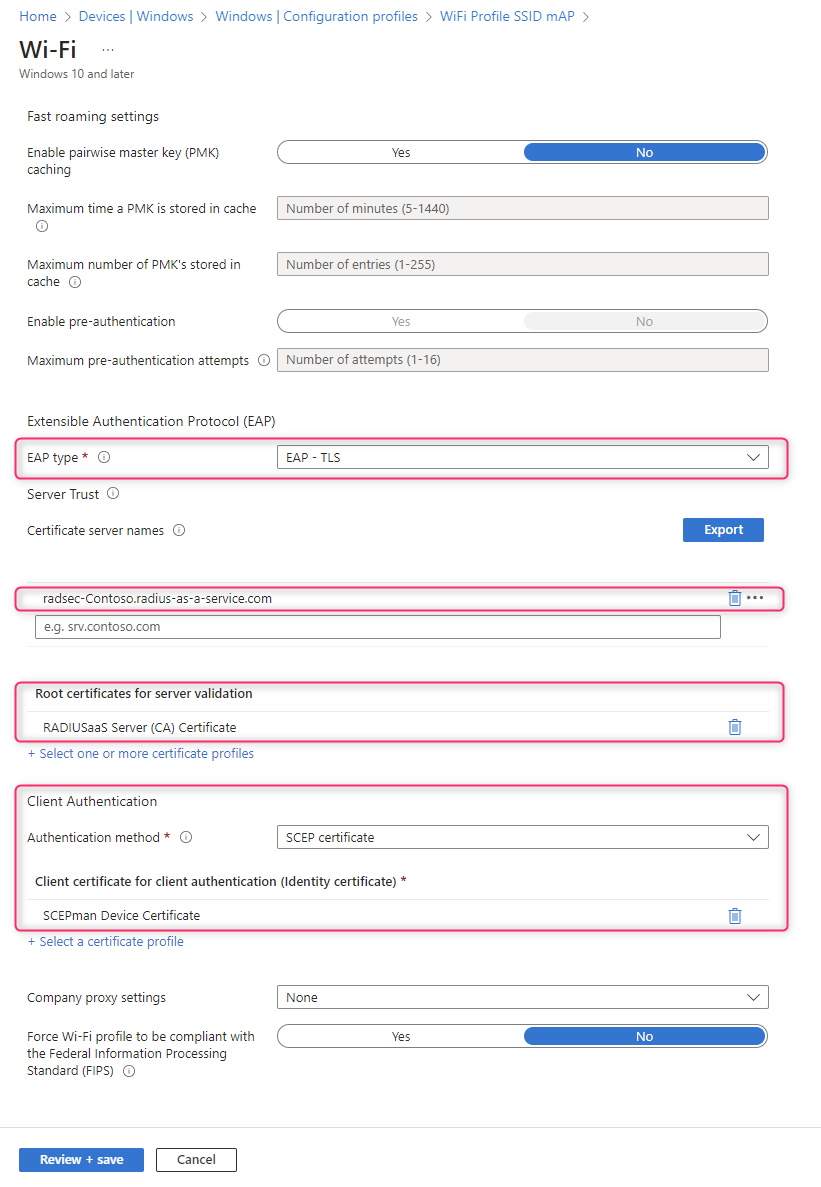 Home > Devices | Windows > Windows | Configuration profiles > WiFi Profile SSID mAP >
Wi-Fi ...
Windows 10 and later
Fast roaming settings
Enable pairwise master key (PMK)
caching
Yes No
Maximum time a PMK is stored in cache
Number of minutes (5-1440)
Maximum number of PMK's stored in
cache
Number of entries (1-255)
Enable pre-authentication
Yes No
Maximum pre-authentication attempts
Number of attempts (1-16)
Extensible Authentication Protocol (EAP)
EAP type *
EAP - TLS
Server Trust
Certificate server names
Export
radsec-Contoso.radius-as-a-service.com
e.g. srv.contoso.com
Root certificates for server validation
RADIUSaaS Server (CA) Certificate
+ Select one or more certificate profiles
Client Authentication
Authentication method *
SCEP certificate
Client certificate for client authentication (Identity certificate) *
SCEPman Device Certificate
+ Select a certificate profile
Company proxy settings
None
Force Wi-Fi profile to be compliant with
the Federal Information Processing
Standard (FIPS)
Yes No
Review + save
Cancel